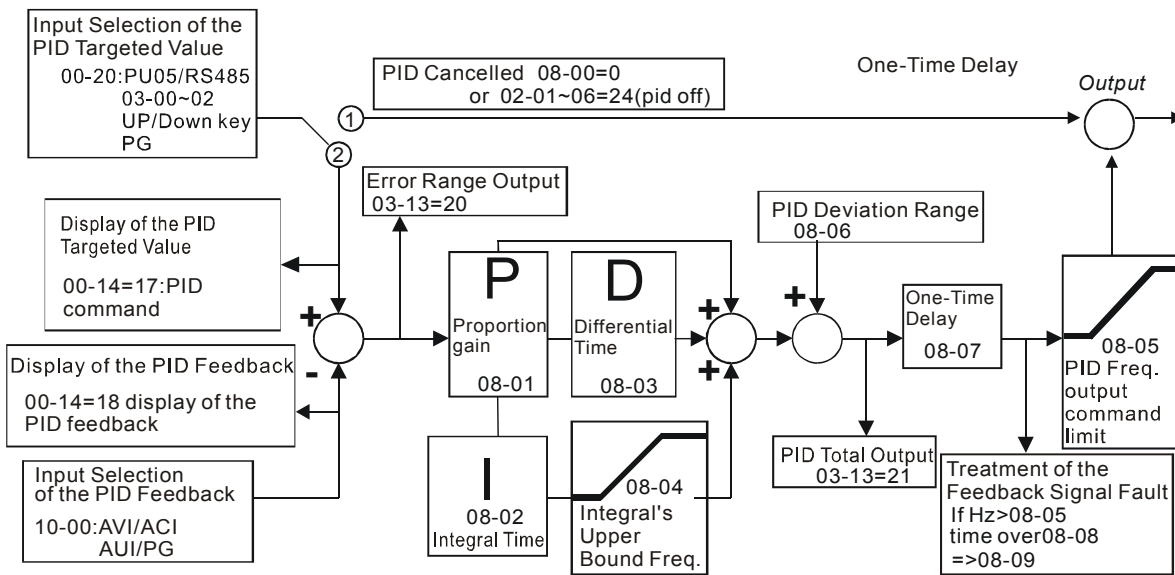 Input Selection of the
PID Targeted Value
00-20:PU05/RS485
03-00~02
UP/Down key
PG
1
2
PID Cancelled 08-00=0
or 02-01~06=24(pid off)
One-Time Delay
Output
Error Range Output
03-13=20
Display of the PID
Targeted Value
00-14=17:PID
command
PID Deviation Range
08-06
+
-
P
Proportion
gain
08-01
D
Differential
Time
08-03
+
+
+
One-Time
Delay
08-07
08-05
PID Freq.
output
command
limit
Display of the PID Feedback
00-14=18 display of the
PID feedback
Input Selection
of the PID Feedback
10-00:AVI/ACI
AUI/PG
I
08-02
Integral Time
08-04
Integral's
Upper
Bound Freq.
PID Total Output
03-13=21
Treatment of the
Feedback Signal Fault
If Hz>08-05
time over08-08
=>08-09